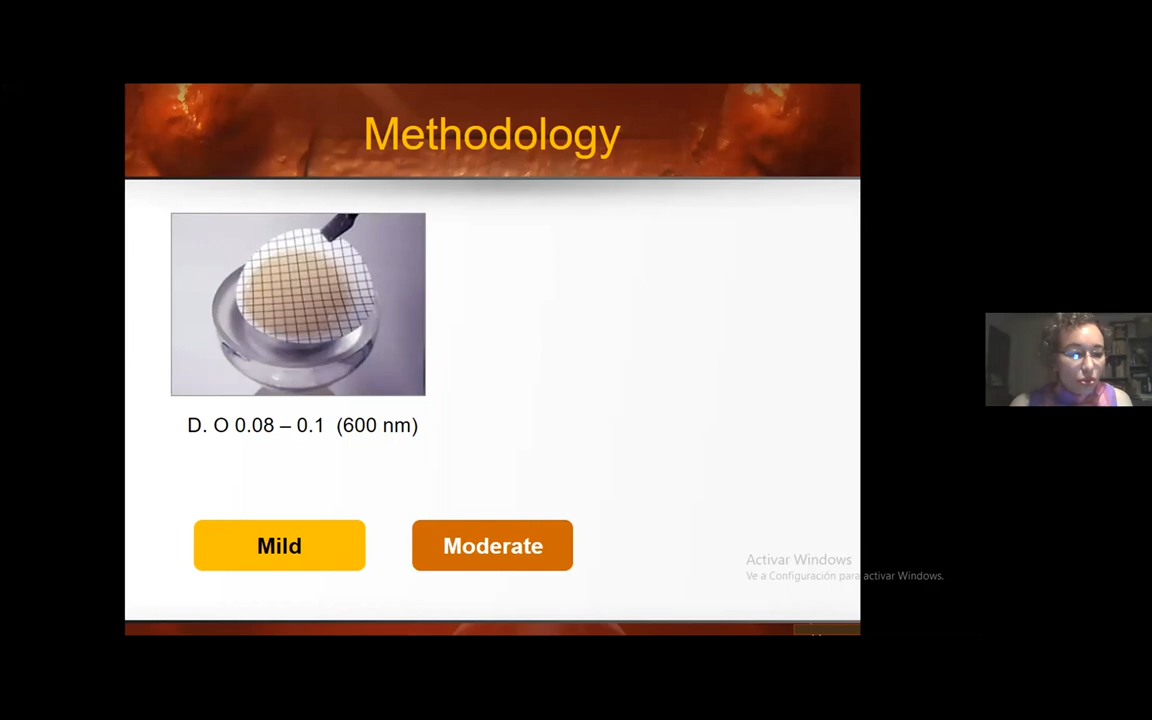 Methodology
D. O 0.08 – 0.1 (600 nm)
Mild
Moderate
Activar Windows
Ve a Configuración para activar Windows.